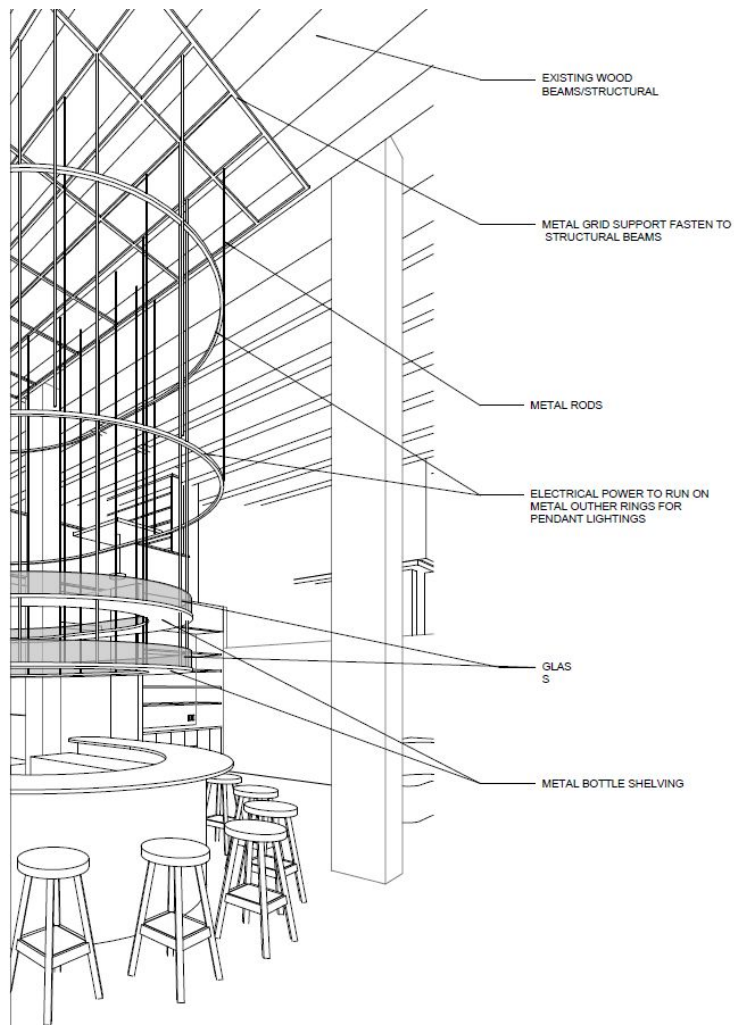 EXISTING WOOD
BEAMS/STRUCTURAL
METAL GRID SUPPORT FASTEN TO
STRUCTURAL BEAMS
METAL RODS
ELECTRICAL POWER TO RUN ON
METAL OUTHER RINGS FOR
PENDANT LIGHTINGS
GLAS
S
METAL BOTTLE SHELVING